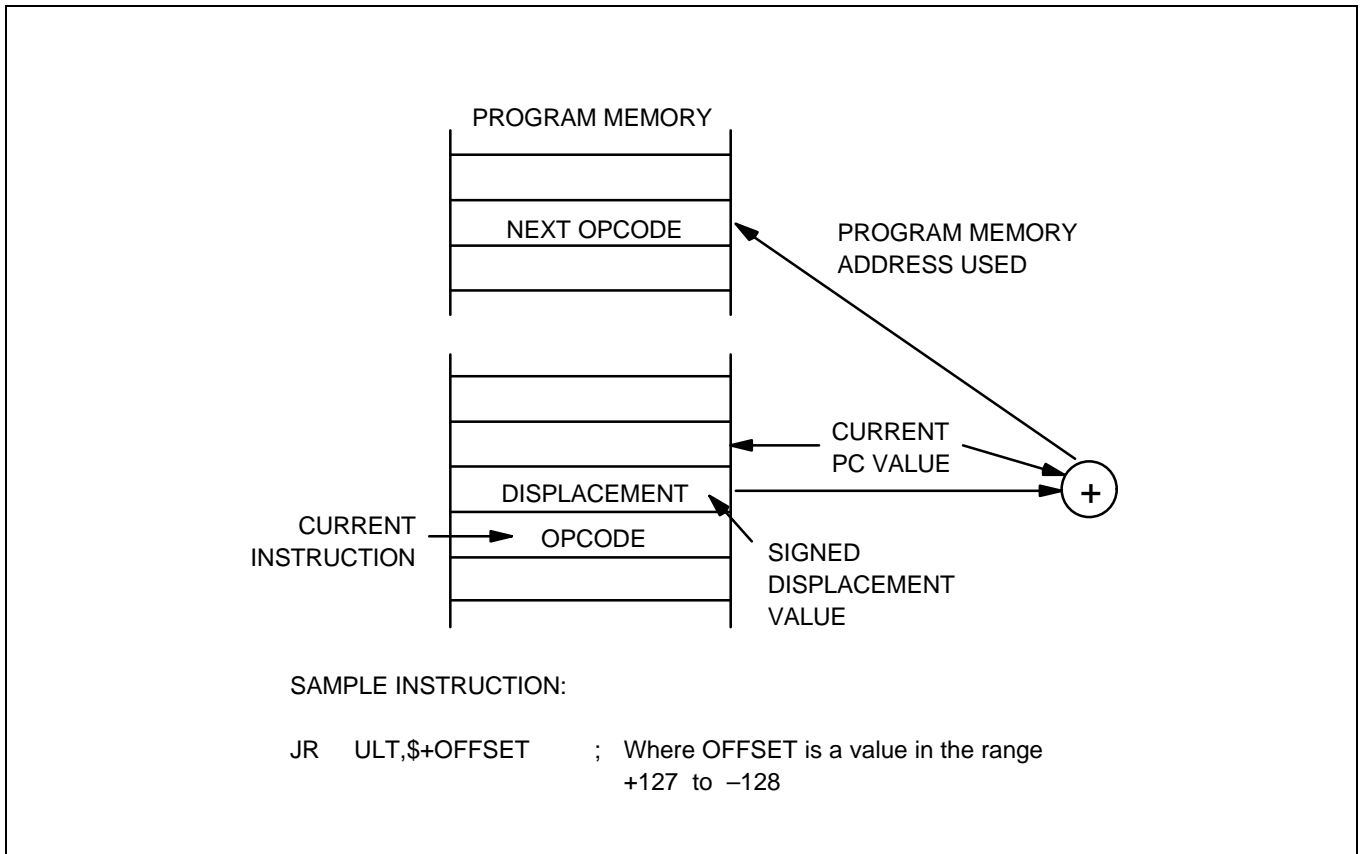 PROGRAM MEMORY
NEXT OPCODE
PROGRAM MEMORY
ADDRESS USED
CURRENT
PC VALUE
DISPLACEMENT
+
CURRENT
INSTRUCTION
OPCODE
SIGNED
DISPLACEMENT
VALUE
SAMPLE INSTRUCTION:
JR ULT,$+OFFSET ; Where OFFSET is a value in the range
+127 to –128